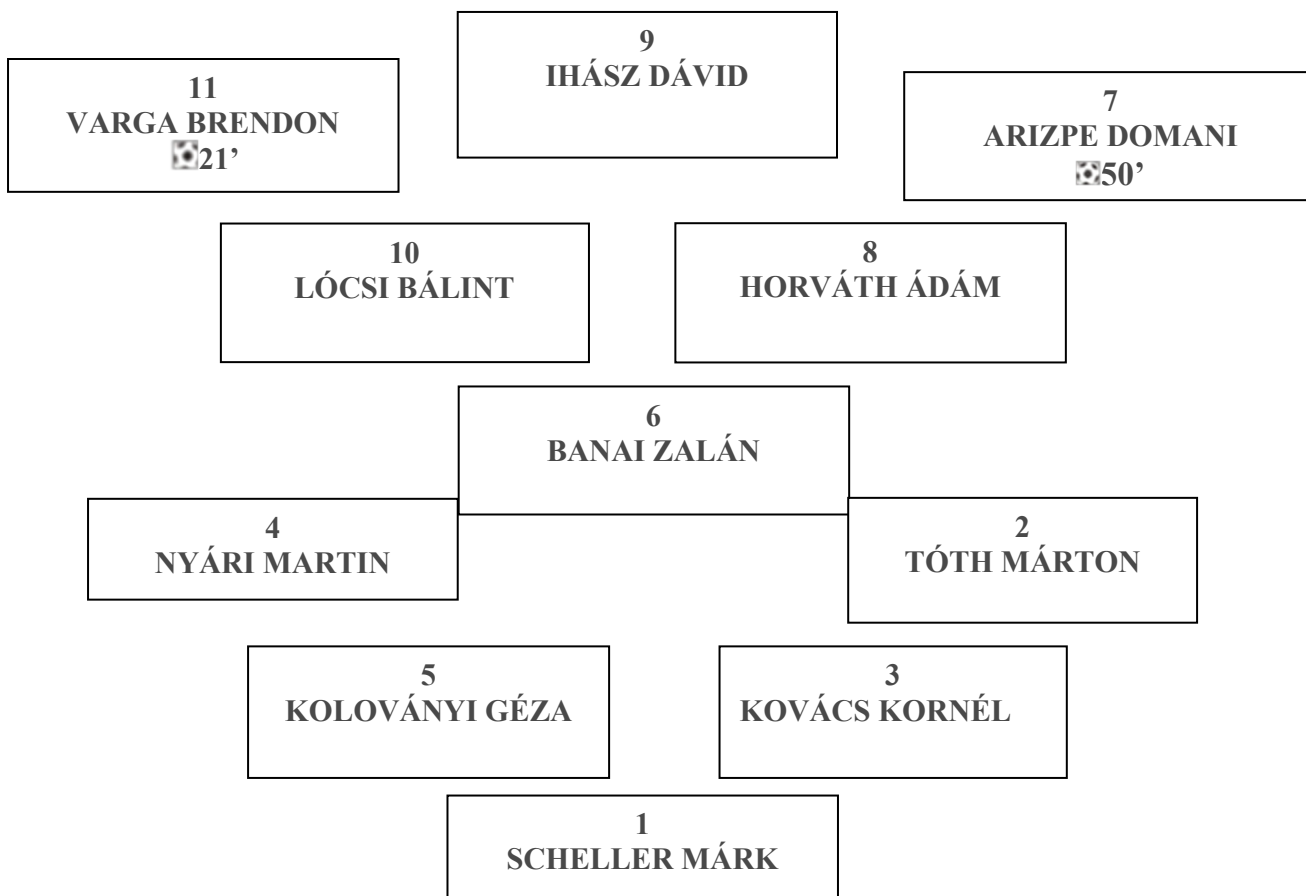 9
IHÁSZ DÁVID
11
VARGA BRENDON
21’
7
ARIZPE DOMANI
50’
10
LÓCSI BÁLINT
8
HORVÁTH ÁDÁM
6
BANAI ZALÁN
4
NYÁRI MARTIN
2
TÓTH MÁRTON
5
KOLOVÁNYI GÉZA
3
KOVÁCS KORNÉL
1
SCHELLER MÁRK